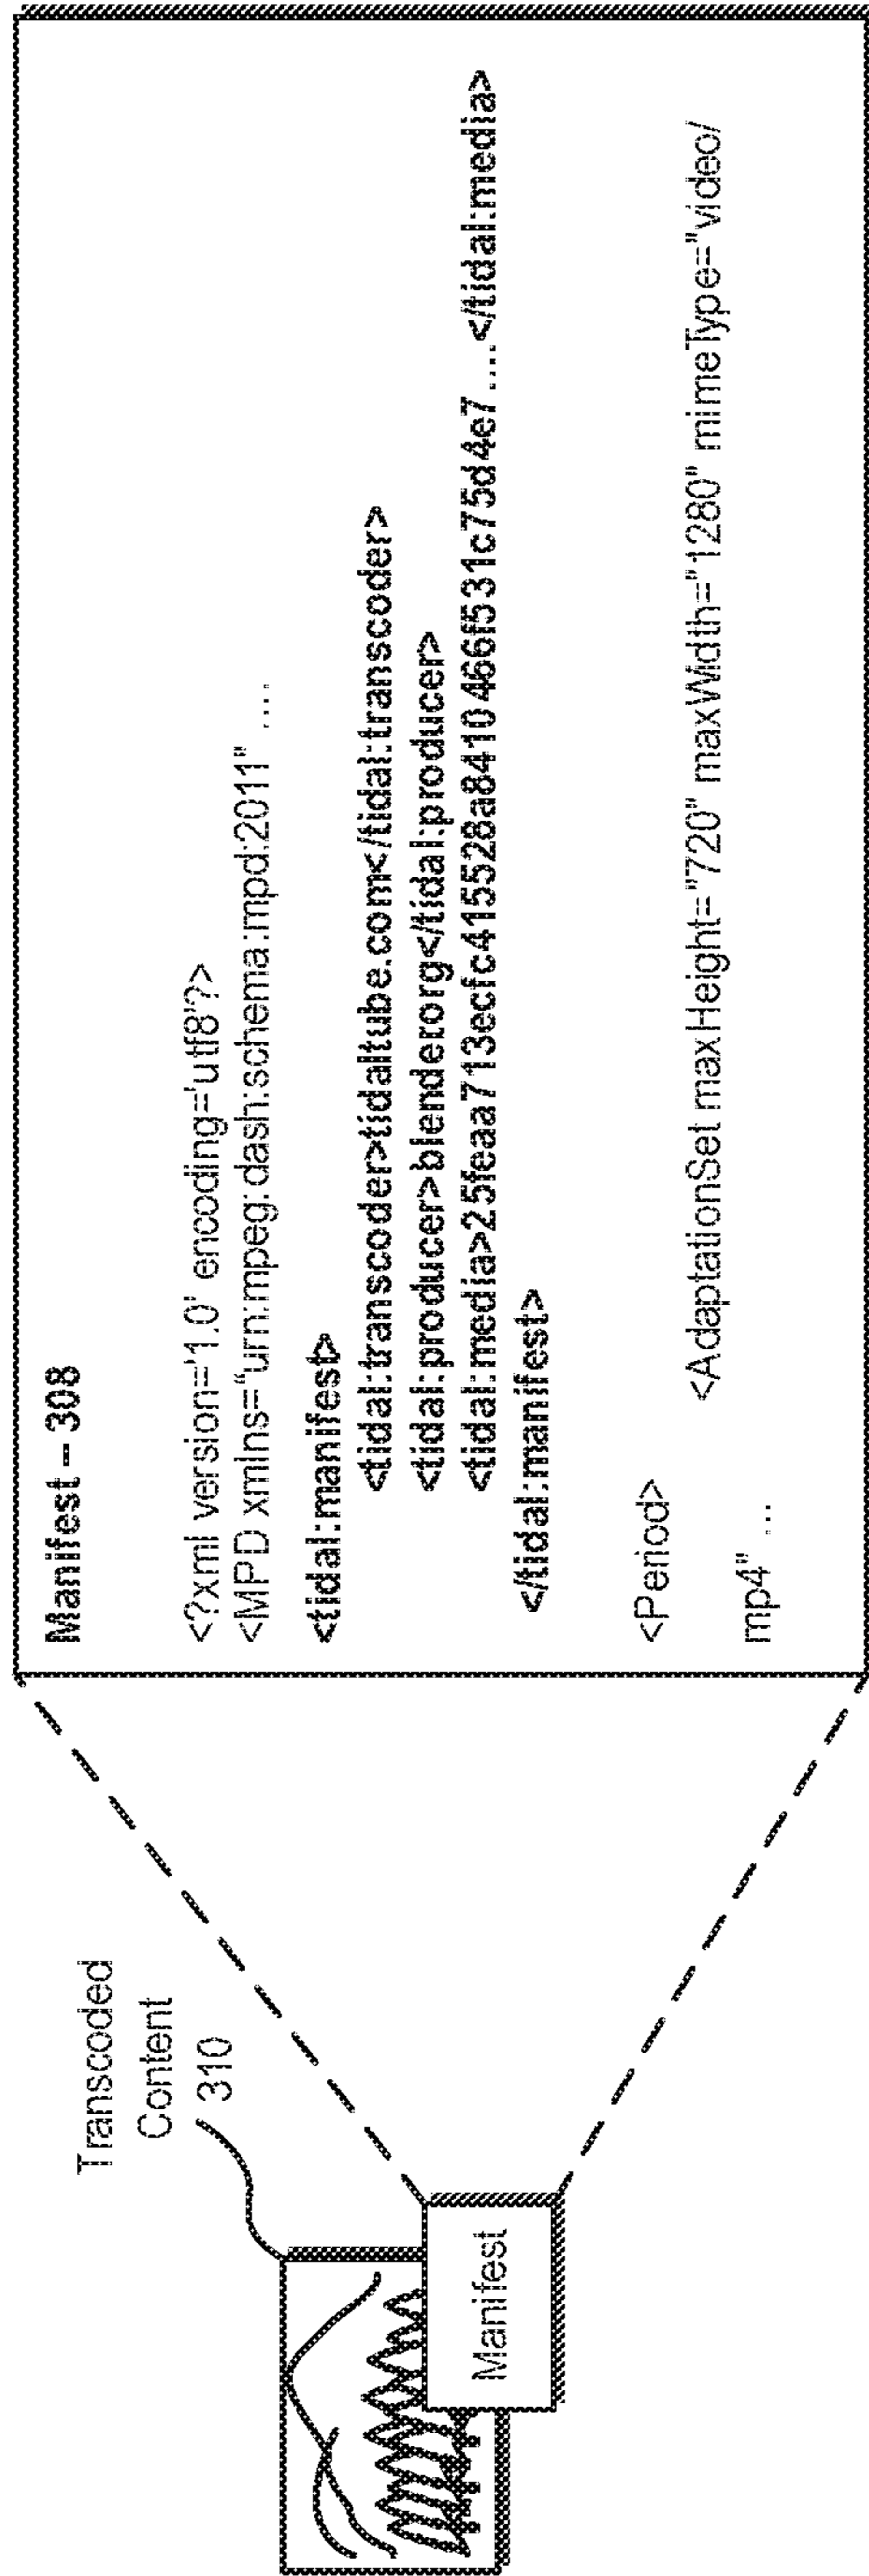 Transcoded
Content
310
Manifest
Manifest – 308
<?xml version='1.0' encoding='utf8'?>
<MPD xmlns="urn:mpeg:dash:schema:mpd:2011" ....
<tidal:manifest>
<tidal:transcoder>tidaltube.com</tidal:transcoder>
<tidal:producer>blenderorg</tidal:producer>
<tidal:media>25feaa713ecfc415528a8410466f531c75d4e7....</tidal:media>
</tidal:manifest>
<Period>
<AdaptationSet maxHeight="720" maxWidth="1280" mimeType="video/
mp4" ...